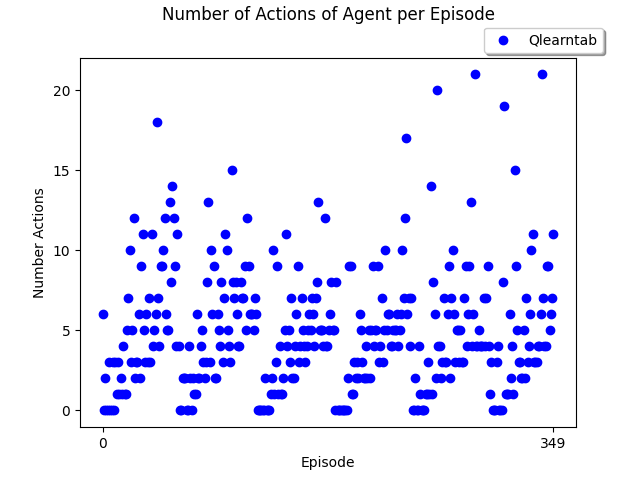 Number of Actions of Agent per Episode
Qlearntab
20
15
10
5
0
Number Actions
0
349
Episode